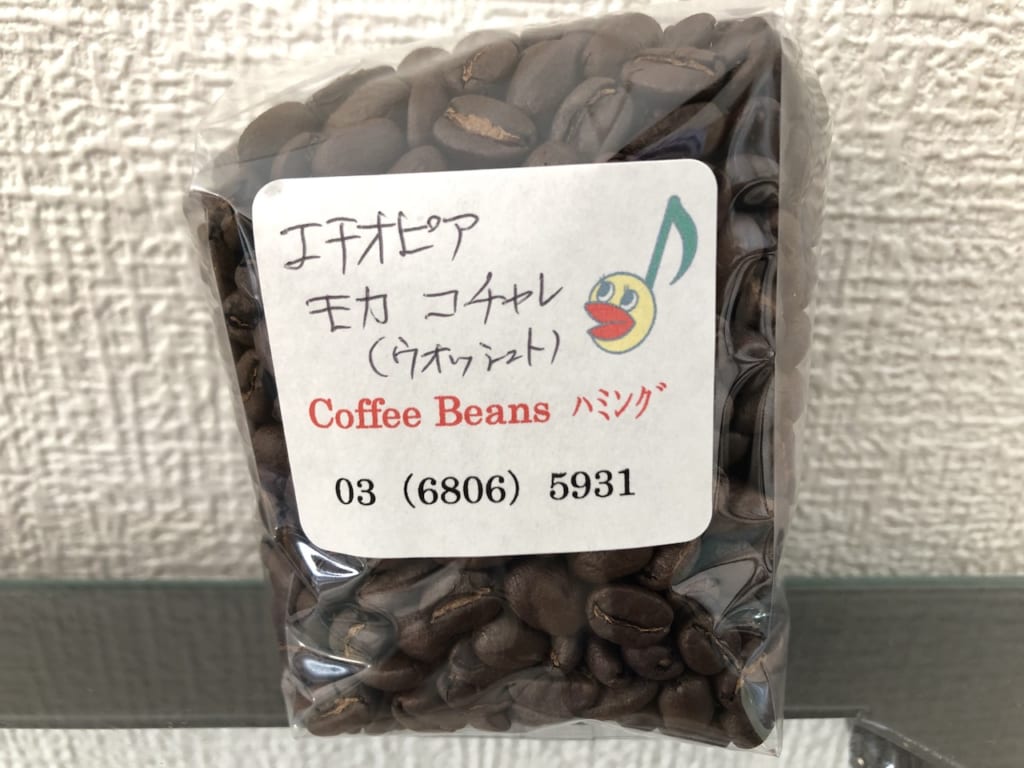 エチオピア
モカ コチャレ
(ウオッシュト)
Coffee Beans ハミング
03 (6806) 5931